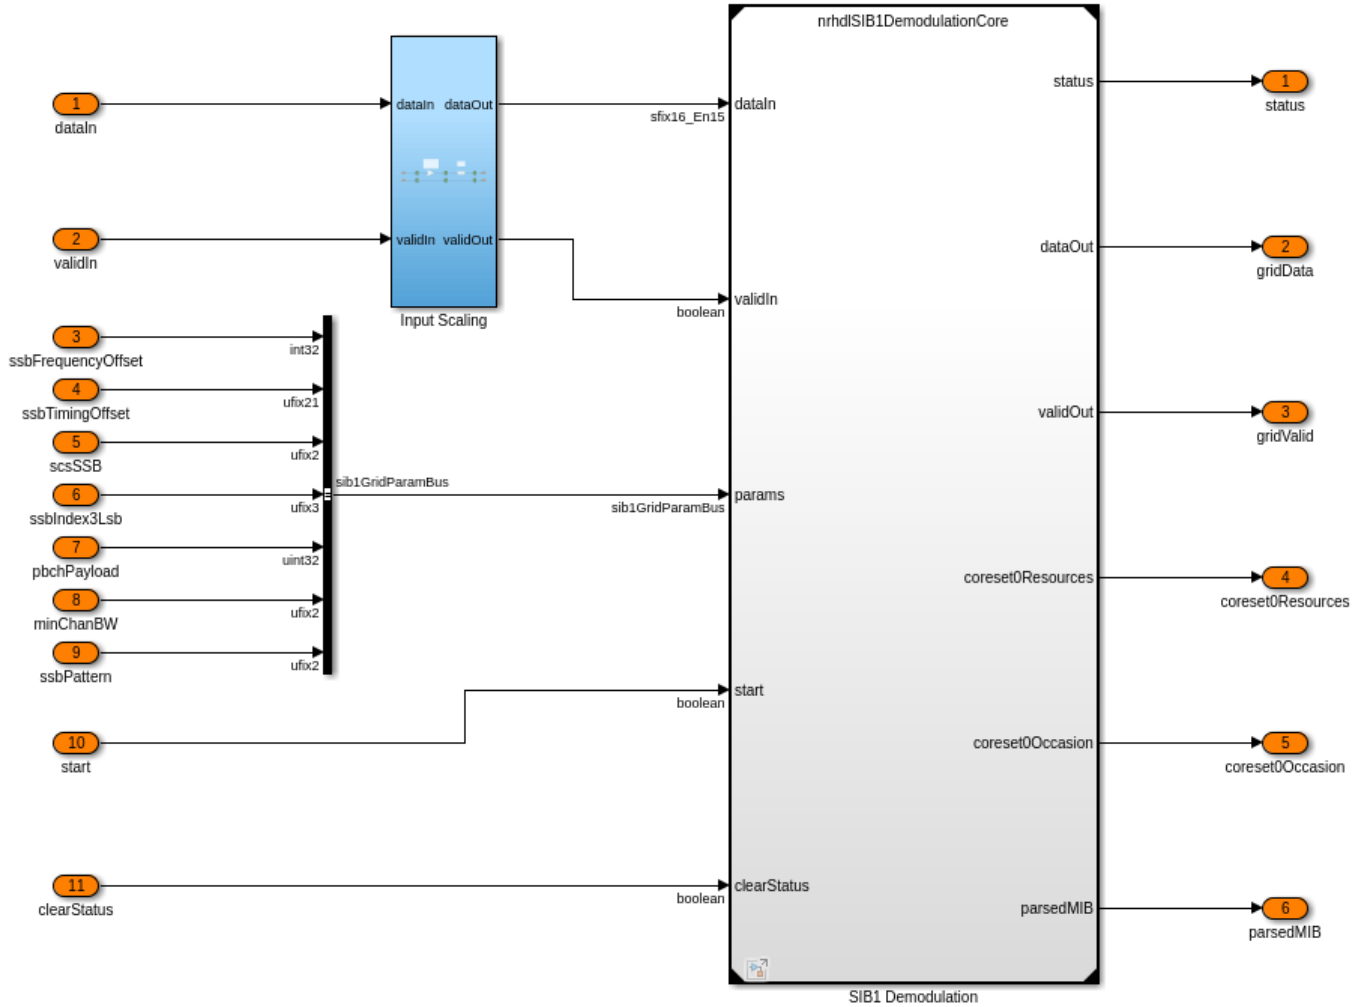 nrhdlSIB1DemodulationCore
1
dataIn
dataIn
dataOut
sfix16_En15
dataIn
status
1
status
2
validIn
validIn
validOut
boolean
validIn
Input Scaling
dataOut
2
gridData
3
ssbFrequencyOffset
int32
4
ssbTimingOffset
ufix21
5
scsSSB
ufix2
6
ssbIndex3Lsb
ufix3
7
pbchPayload
uint32
8
minChanBW
ufix2
9
ssbPattern
ufix2
sib1GridParamBus
sib1GridParamBus
params
validOut
3
gridValid
coreset0Resources
4
coreset0Resources
10
start
boolean
start
coreset0Occasion
5
coreset0Occasion
11
clearStatus
boolean
clearStatus
parsedMIB
6
parsedMIB
SIB1 Demodulation